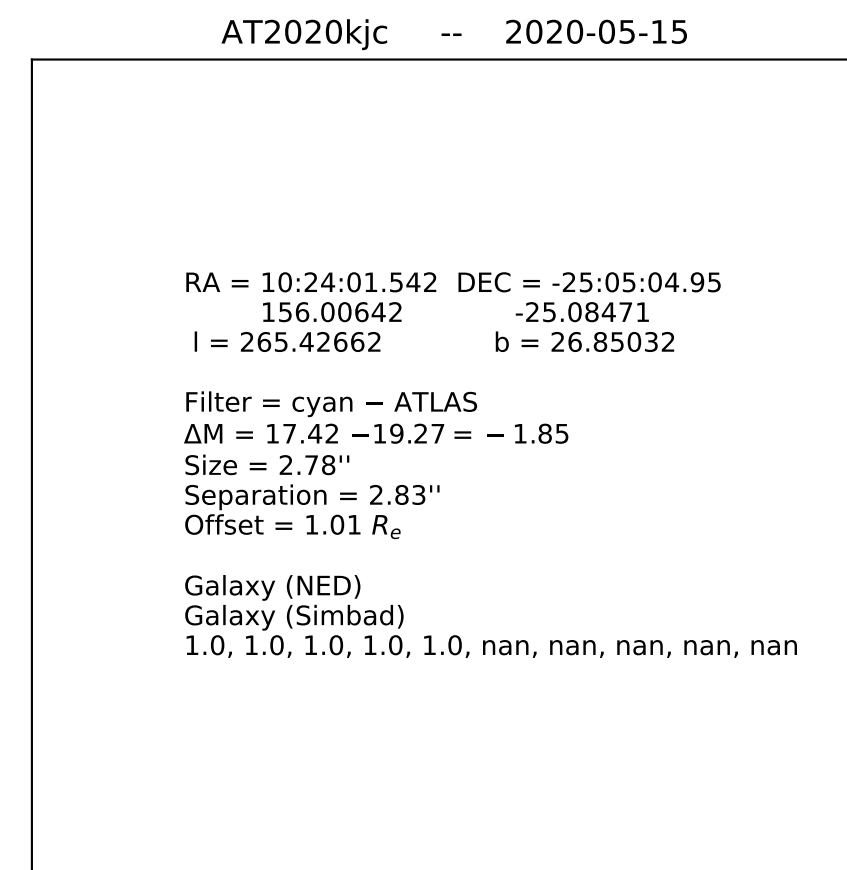 AT2020kjc -- 2020-05-15
RA = 10:24:01.542 DEC = -25:05:04.95
156.00642 -25.08471
l = 265.42662 b = 26.85032
Filter = cyan − ATLAS
ΔM = 17.42 −19.27 = − 1.85
Size = 2.78''
Separation = 2.83''
Offset = 1.01 Rₑ
Galaxy (NED)
Galaxy (Simbad)
1.0, 1.0, 1.0, 1.0, 1.0, nan, nan, nan, nan, nan